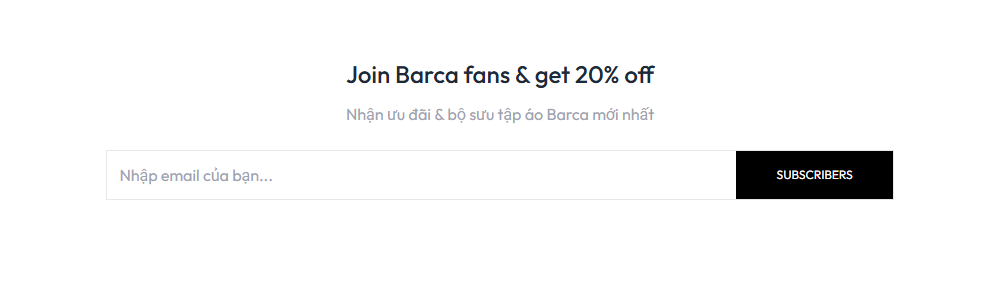 Join Barca fans & get 20% off
Nhận ưu đãi & bộ sưu tập áo Barca mới nhất
Nhập email của bạn...
SUBSCRIBERS